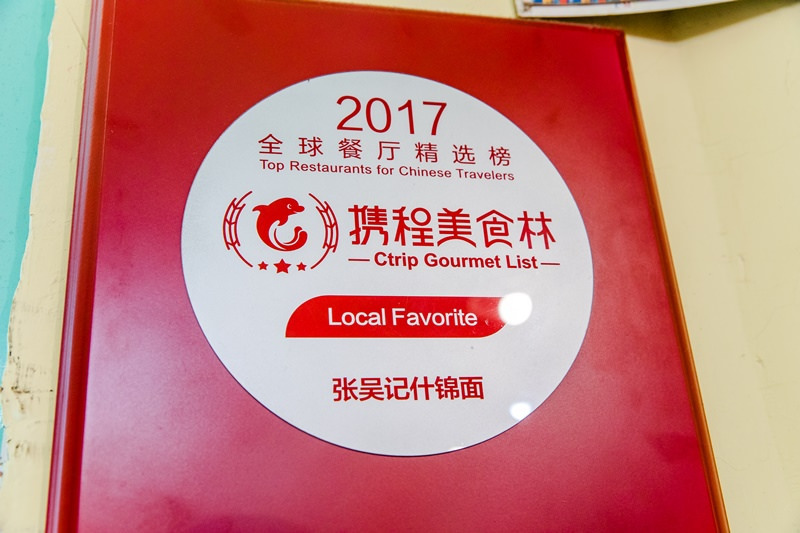 2017
全球餐厅精选榜
Top Restaurants for Chinese Travelers
携程美食林
Ctrip Gourmet List
Local Favorite
张吴记什锦面